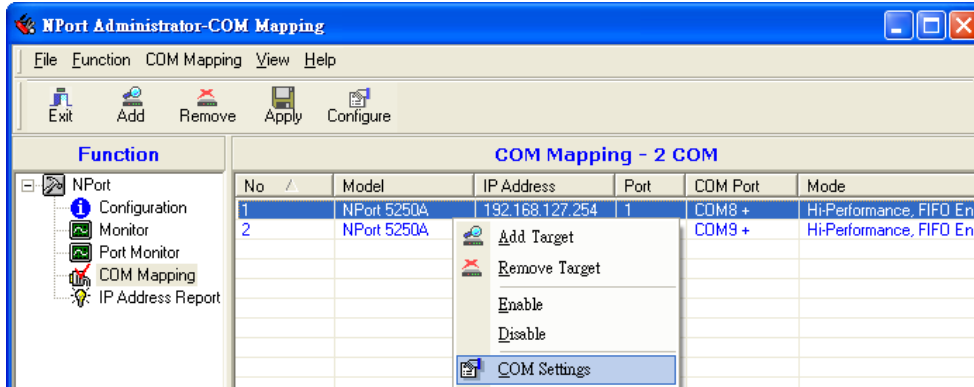 NPort Administrator-COM Mapping
File Function COM Mapping View Help
Exit Add Remove Apply Configure
Function
COM Mapping - 2 COM
NPort
Configuration
Monitor
Port Monitor
COM Mapping
IP Address Report
No Model IP Address Port COM Port Mode
1 NPort 5250A 192.168.127.254 1 COM8 + Hi-Performance, FIFO En
2 NPort 5250A COM9 + Hi-Performance, FIFO En
Add Target
Remove Target
Enable
Disable
COM Settings